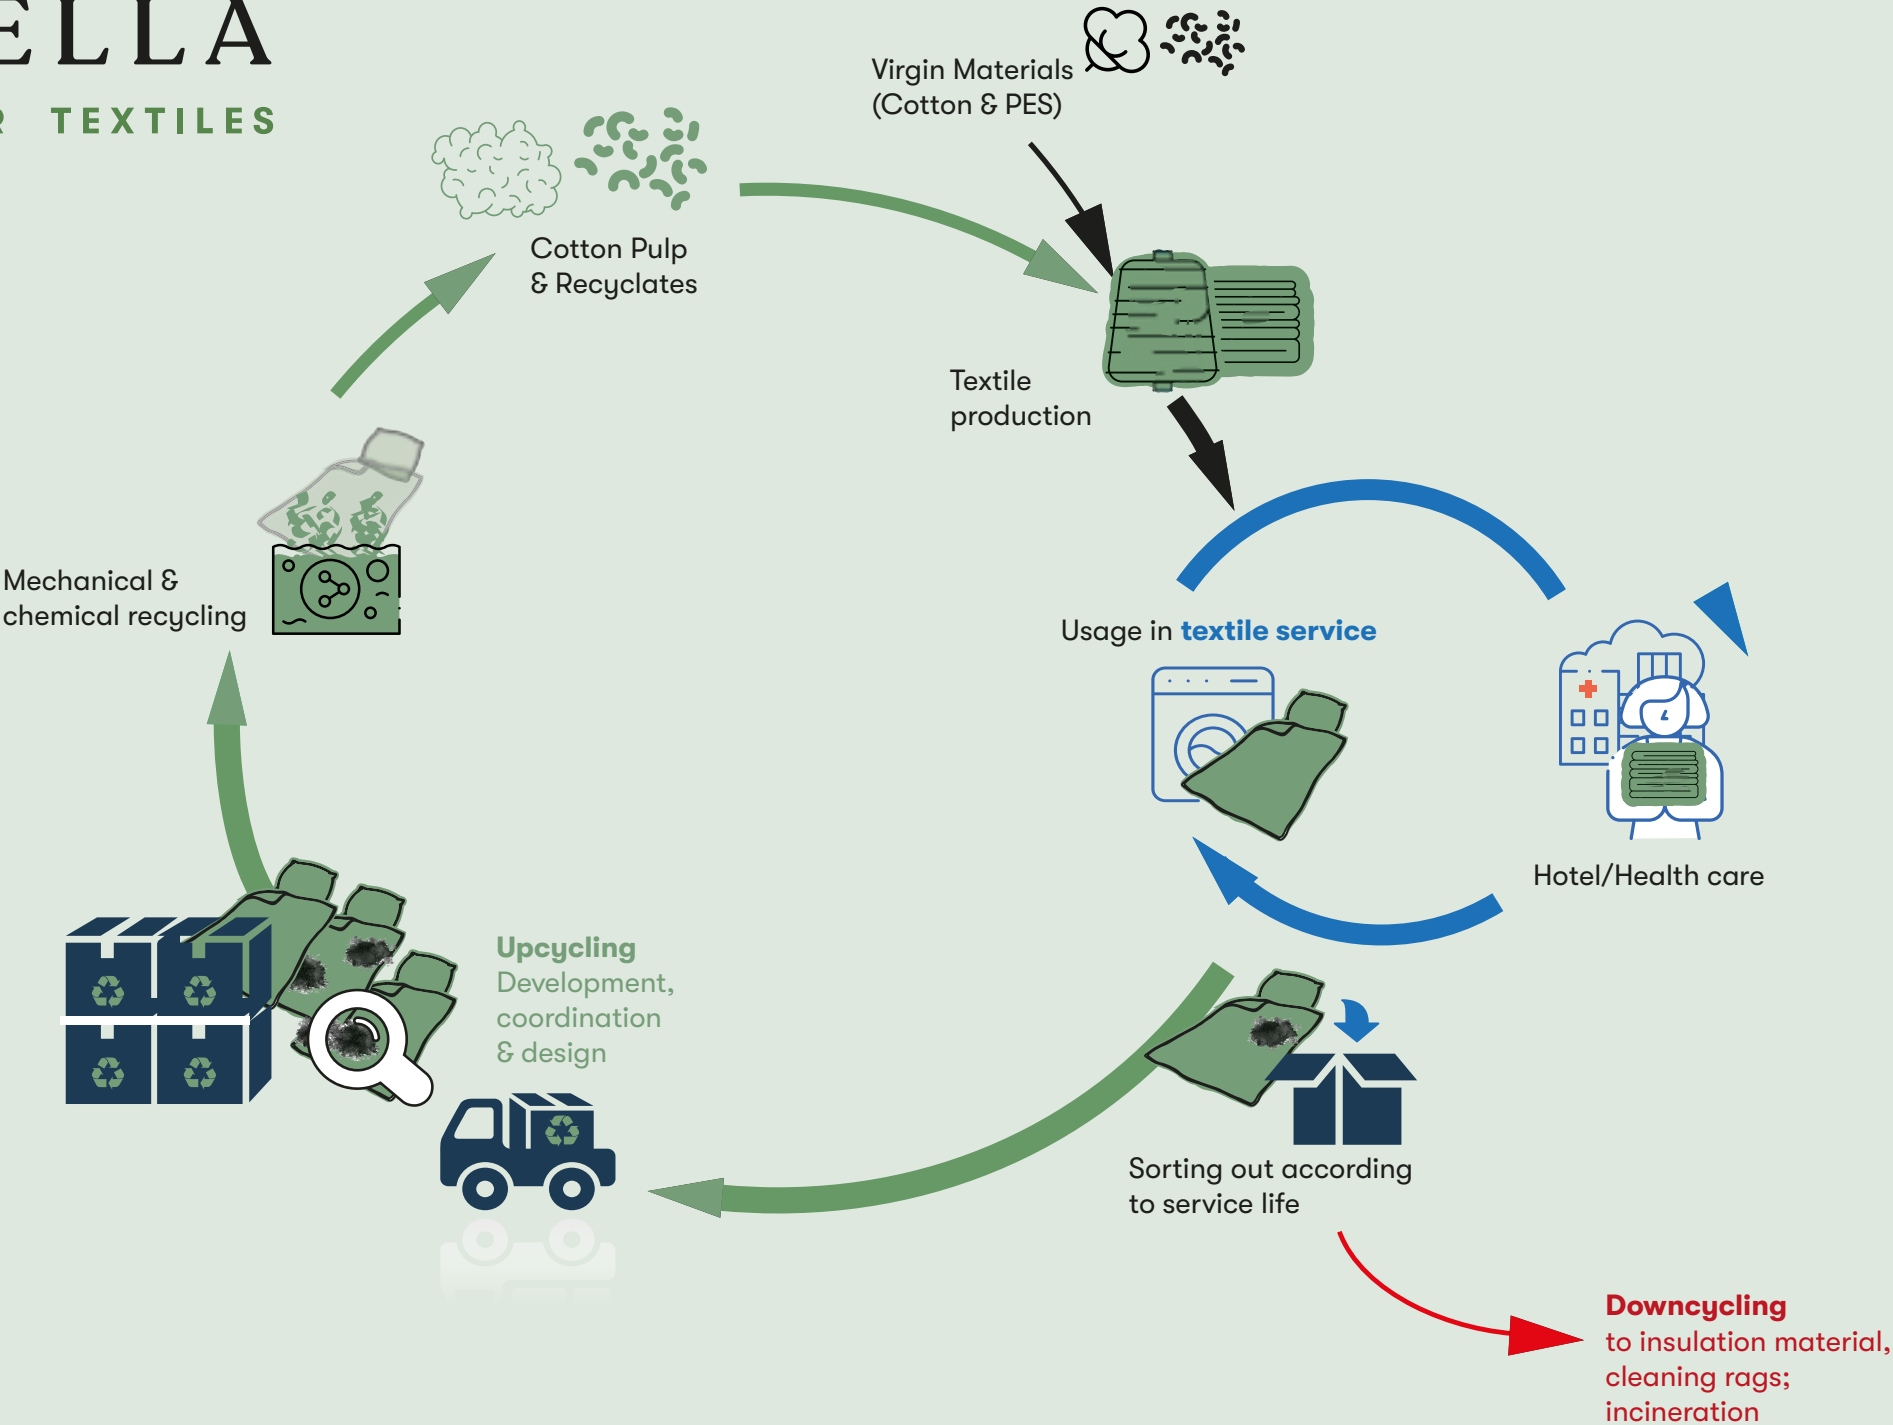 ELLA
R TEXTILES
Virgin Materials
(Cotton & PES)
Cotton Pulp
& Recyclates
Textile
production
Mechanical &
chemical recycling
Usage in textile service
Hotel/Health care
Upcycling
Development,
coordination
& design
Sorting out according
to service life
Downcycling
to insulation material,
cleaning rags;
incineration